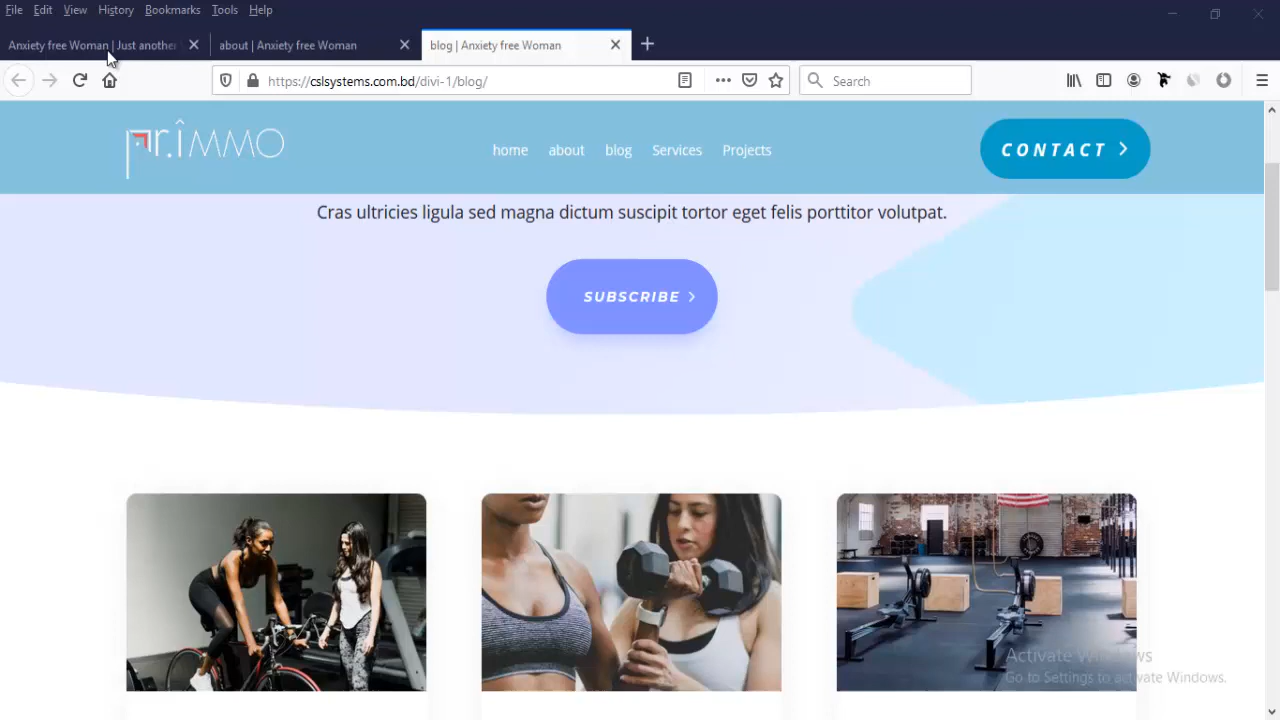 File Edit View History Bookmarks Tools Help
Anxiety free Woman | Just another
about | Anxiety free Woman
blog | Anxiety free Woman
https://cslsystems.com.bd/divi-1/blog/
Search
pr.îMMO
home about blog Services Projects
CONTACT
Cras ultricies ligula sed magna dictum suscipit tortor eget felis porttitor volutpat.
SUBSCRIBE
Activate Windows
Go to Settings to activate Windows.